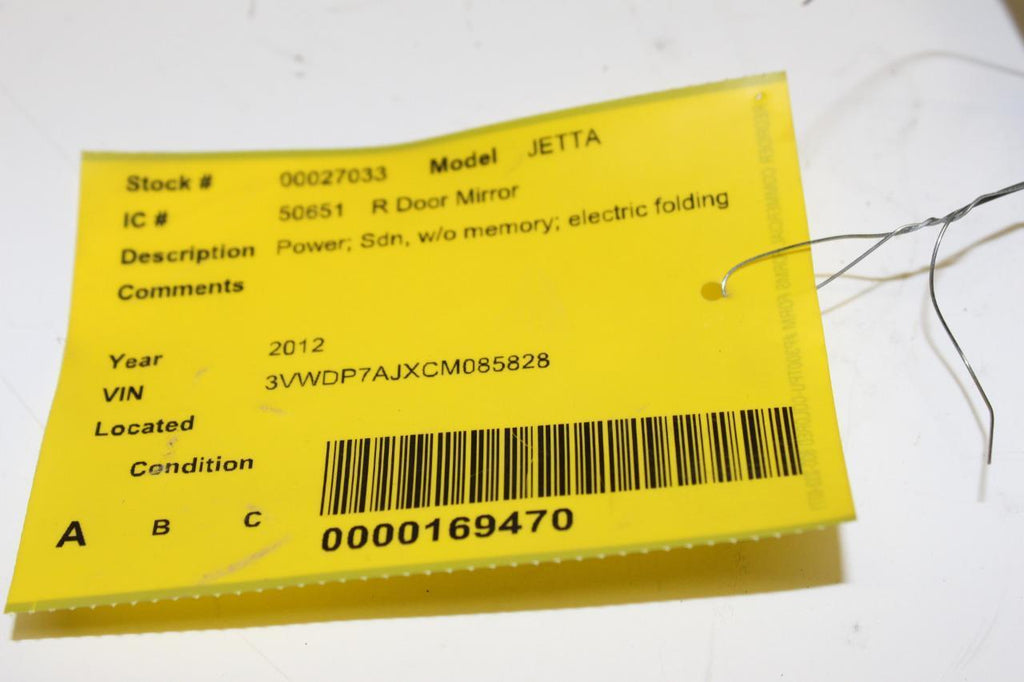 Stock # 00027033 Model JETTA
IC # 50651 R Door Mirror
Description Power; Sdn, w/o memory; electric folding
Comments
Year 2012
VIN 3VWDP7AJXCM085828
Located
Condition
A B C
0000169470